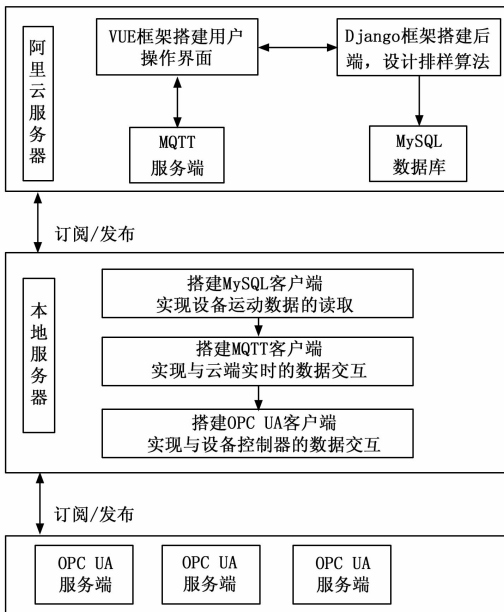 阿里云服务器
VUE框架搭建用户
操作界面
Django框架搭建后
端，设计排样算法
MQTT
服务端
MySQL
数据库
订阅/发布
本地服务器
搭建MySQL客户端
实现设备运动数据的读取
搭建MQTT客户端
实现与云端实时的数据交互
搭建OPC UA客户端
实现与设备控制器的数据交互
订阅/发布
OPC UA
服务端
OPC UA
服务端
OPC UA
服务端